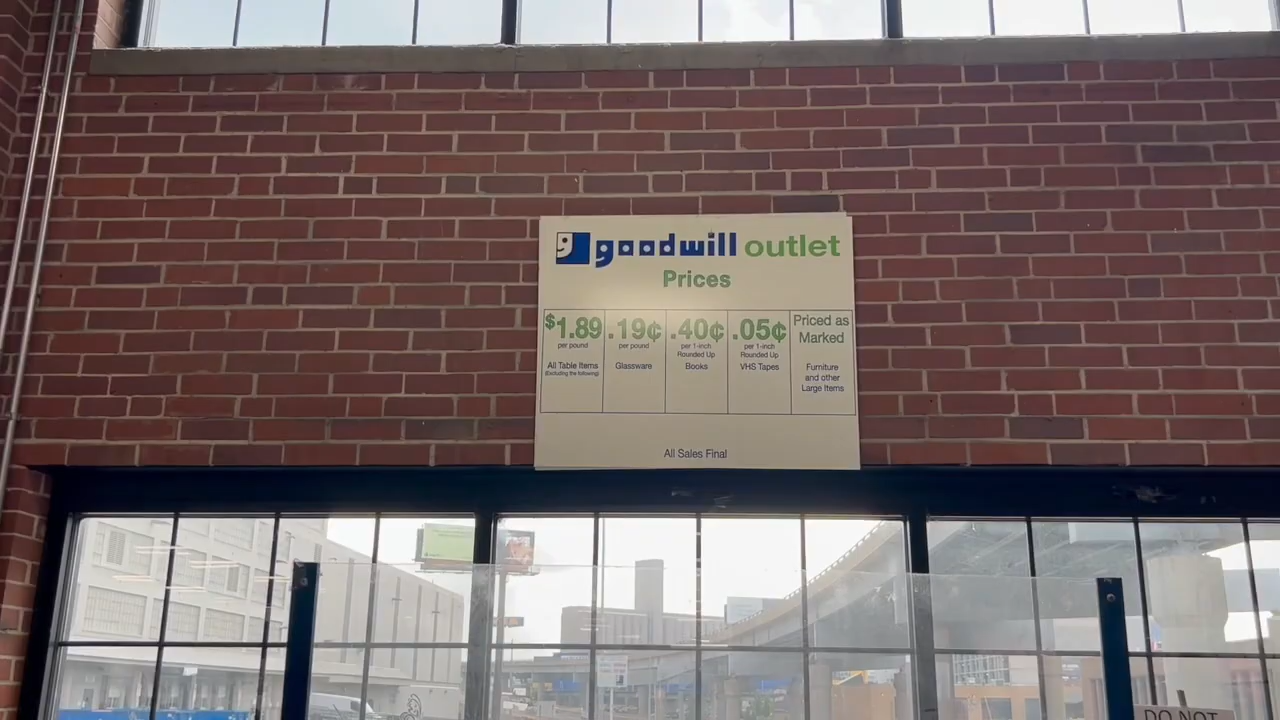 goodwill outlet
Prices
$1.89
per pound
All Table Items
(Excluding the following)
.19¢
per pound
Glassware
.40¢
per 1-inch
Rounded Up
Books
.05¢
per 1-inch
Rounded Up
VHS Tapes
Priced as
Marked
Furniture
and other
Large Items
All Sales Final
DO NOT